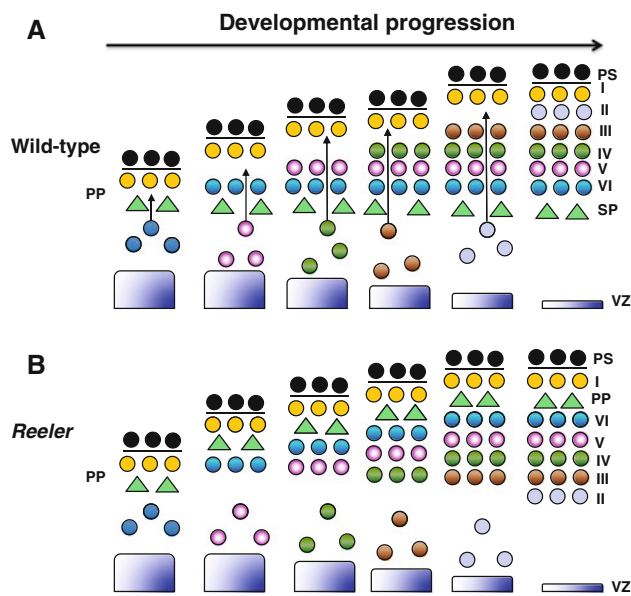 Developmental progression
A
PS
I
II
Wild-type
III
IV
V
PP
VI
SP
VZ
B
PS
I
Reeler
PP
VI
V
PP
IV
III
II
VZ